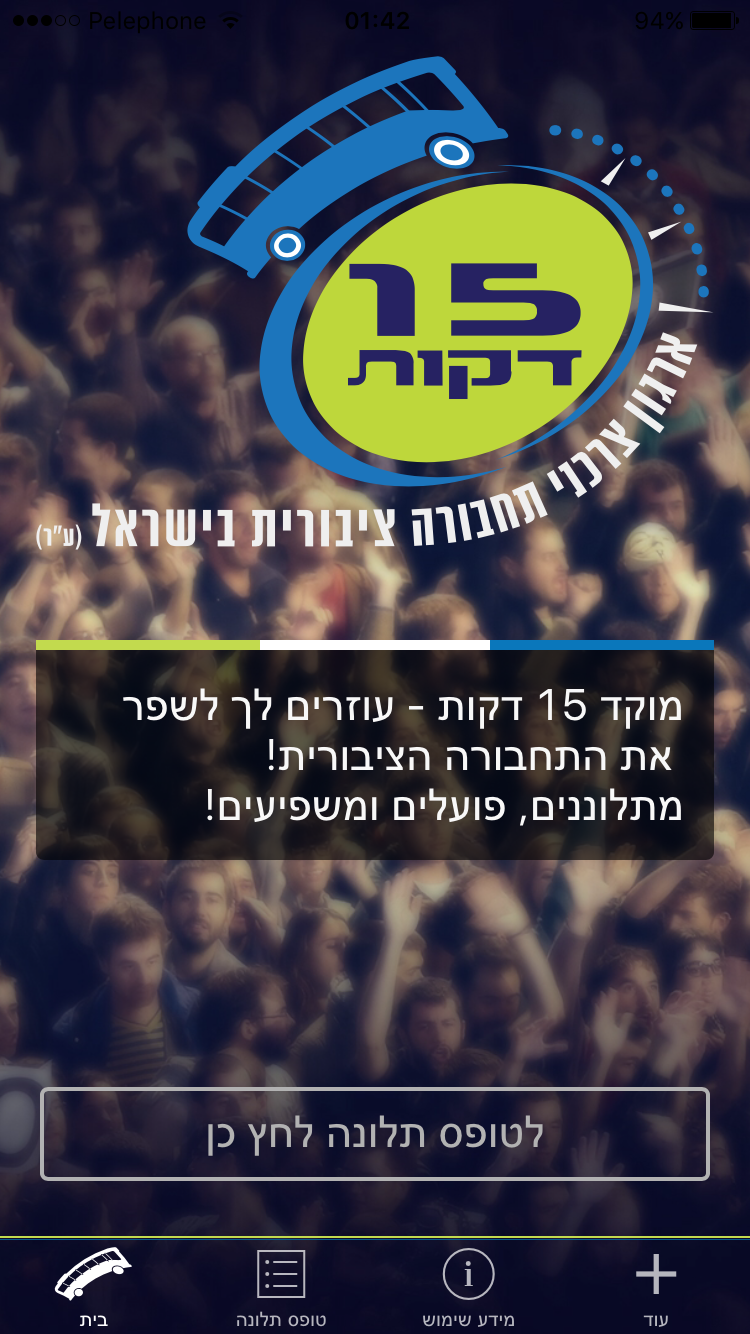 Pelephone 01:42 94%
15
דקות
ארגון צרכני תחבורה ציבורית בישראל (ע"ר)
מוקד 15 דקות - עוזרים לך לשפר
את התחבורה הציבורית!
מתלוננים, פועלים ומשפיעים!
לטופס תלונה לחץ כן
עוד
מידע שימוש
טופס תלונה
בית